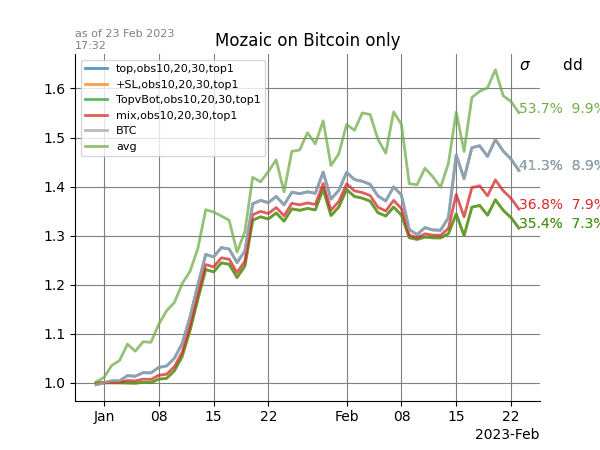 as of 23 Feb 2023
17:32
Mozaic on Bitcoin only
σ dd
top,obs10,20,30,top1
+SL,obs10,20,30,top1
TopvBot,obs10,20,30,top1
mix,obs10,20,30,top1
BTC
avg
1.6
1.5
1.4
1.3
1.2
1.1
1.0
53.7% 9.9%
41.3% 8.9%
36.8% 7.9%
35.4% 7.3%
Jan 08 15 22 Feb 08 15 22
2023-Feb